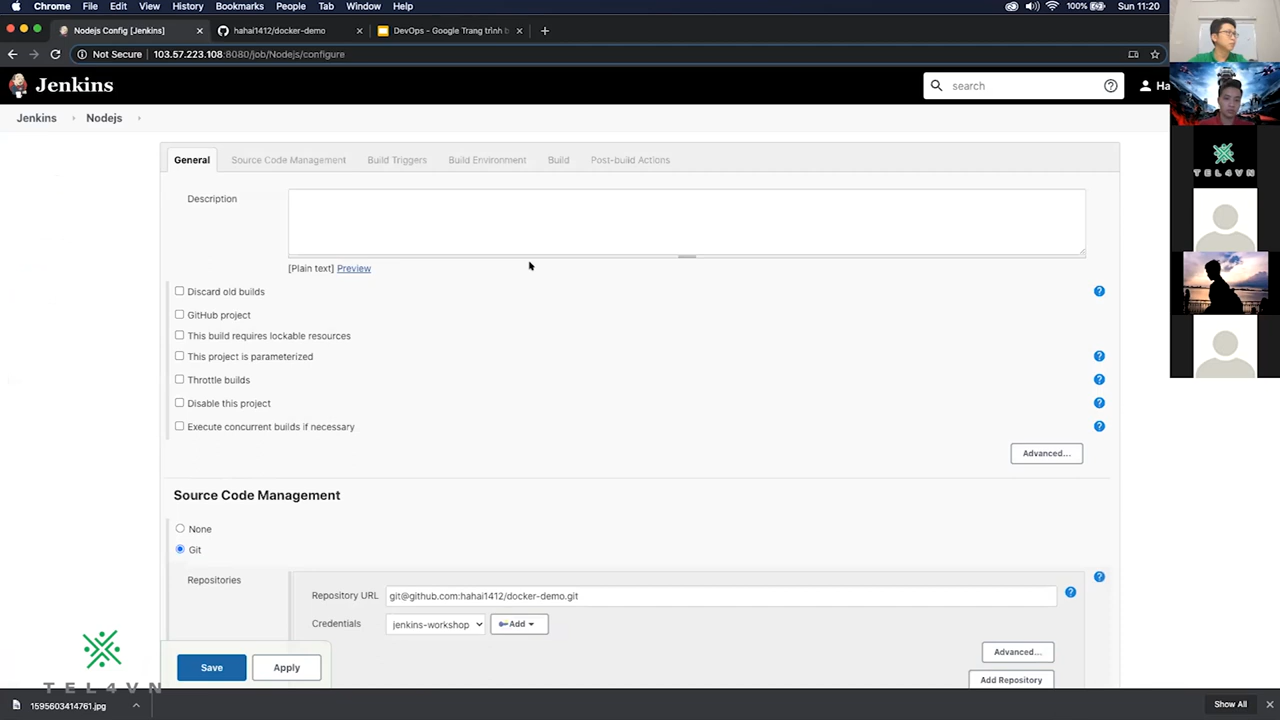 Chrome File Edit View History Bookmarks People Tab Window Help 100% Sun 11:20
Nodejs Config [Jenkins] hahai1412/docker-demo DevOps - Google Trang trình b
Not Secure 103.57.223.108:8080/job/Nodejs/configure
Jenkins search Ha
Jenkins Nodejs
General Source Code Management Build Triggers Build Environment Build Post-build Actions
Description
[Plain text] Preview
Discard old builds
GitHub project
This build requires lockable resources
This project is parameterized
Throttle builds
Disable this project
Execute concurrent builds if necessary
Advanced...
Source Code Management
None
Git
Repositories
Repository URL git@github.com:hahai1412/docker-demo.git
Credentials jenkins-workshop Add
Advanced...
Add Repository
Save Apply
TEL4VN
TEL4VN
1595603414761.jpg Show All